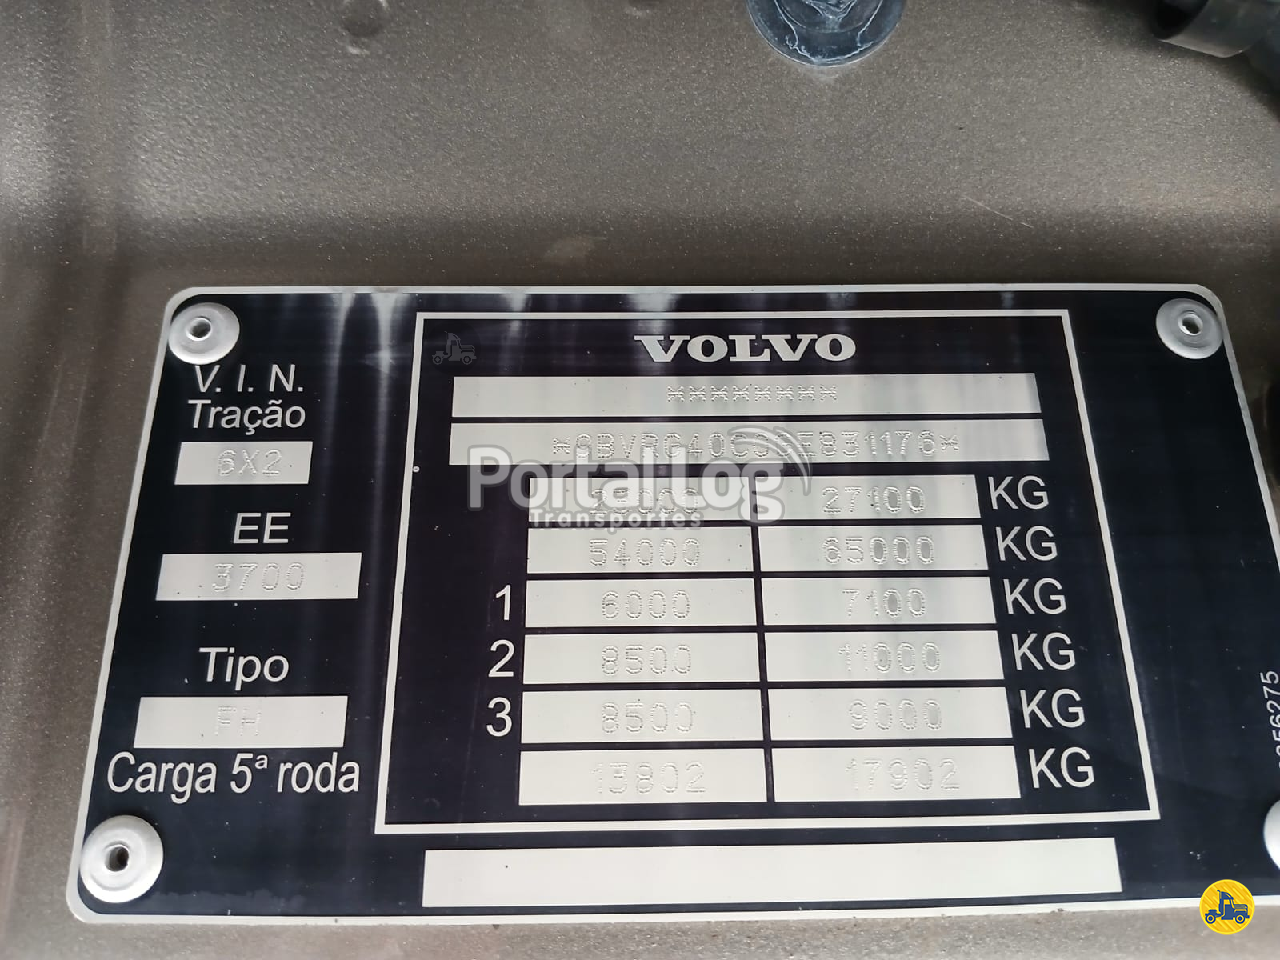 VOLVO
V. I. N.
********
Tração
6X2
Portal Log
Transportes
27100 KG
EE
54000 65000 KG
3700
1 6000 7100 KG
2 8500 11000 KG
Tipo
FH
3 8500 9000 KG
Carga 5ª roda
13802 17902 KG